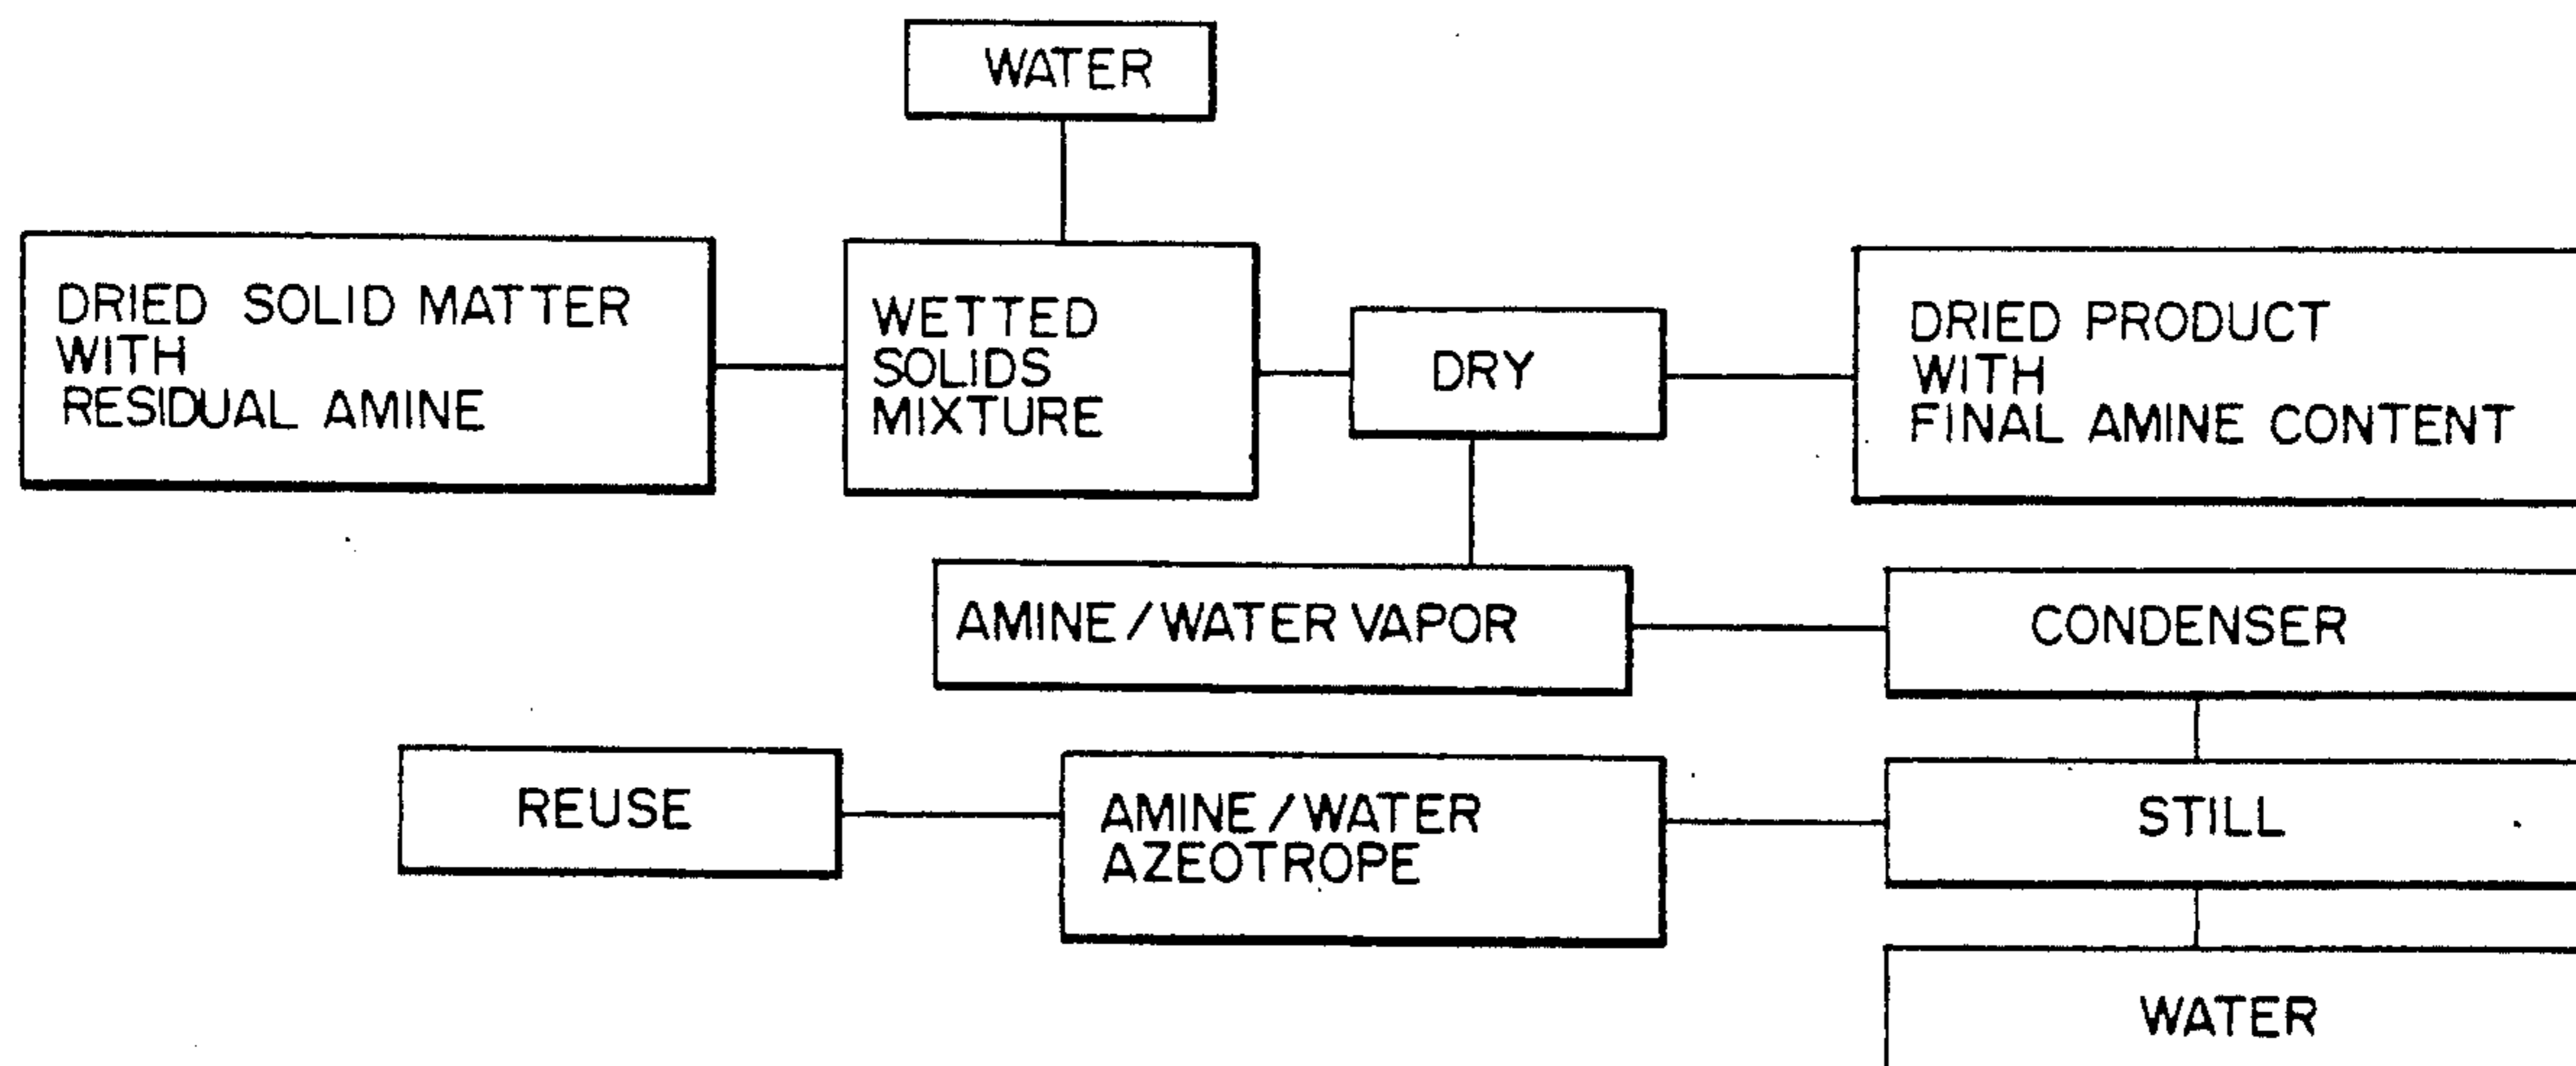 WATER
DRIED SOLID MATTER
WITH
RESIDUAL AMINE
WETTED
SOLIDS
MIXTURE
DRY
DRIED PRODUCT
WITH
FINAL AMINE CONTENT
AMINE/WATER VAPOR
CONDENSER
REUSE
AMINE/WATER
AZEOTROPE
STILL
WATER